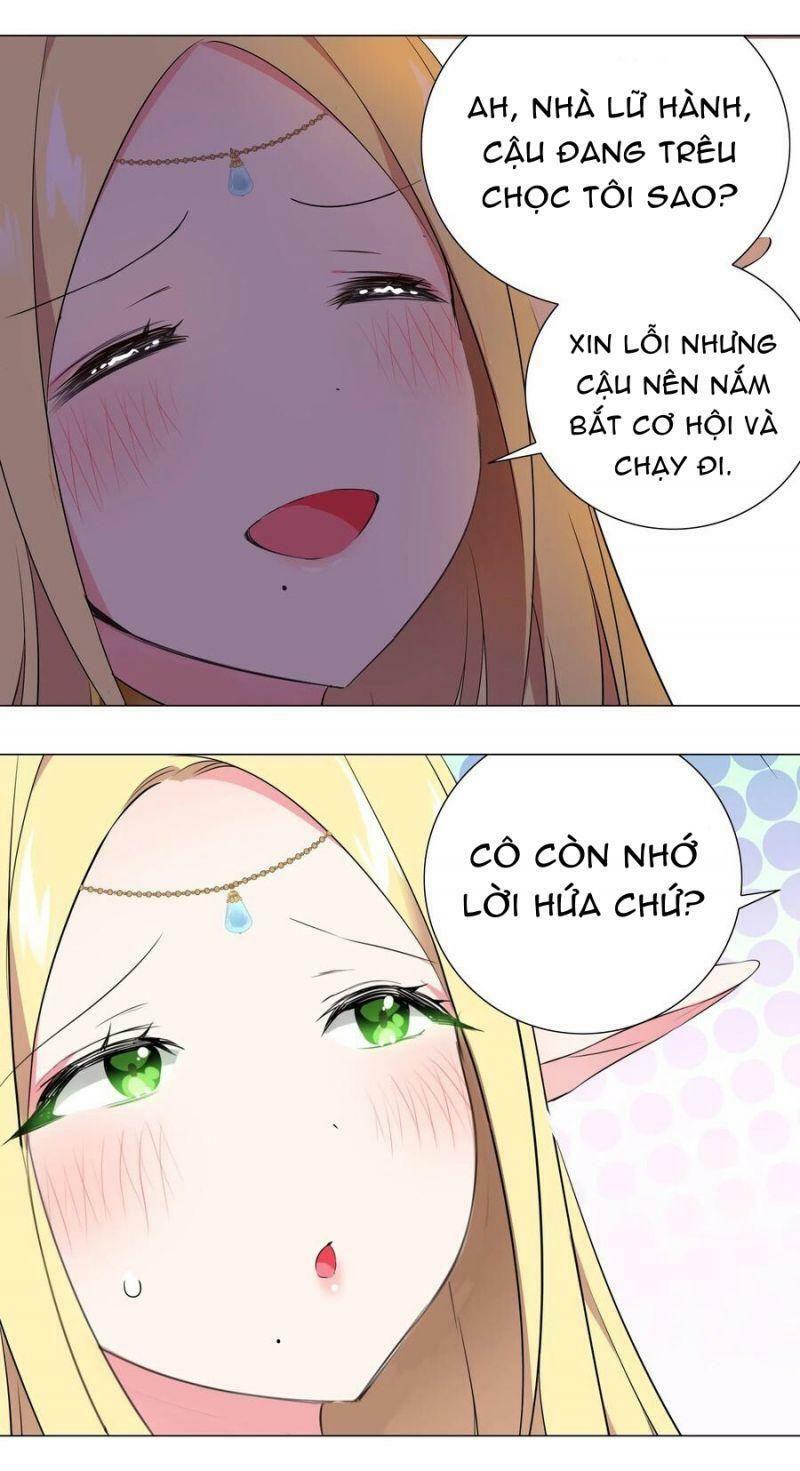 AH, NHÀ LỮ HÀNH,
CẬU ĐANG TRÊU
CHỌC TÔI SAO?
XIN LỖI NHƯNG
CẬU NÊN NẮM
BẮT CƠ HỘI VÀ
CHẠY ĐI.
CÔ CÒN NHỚ
LỜI HỨA CHỨ?